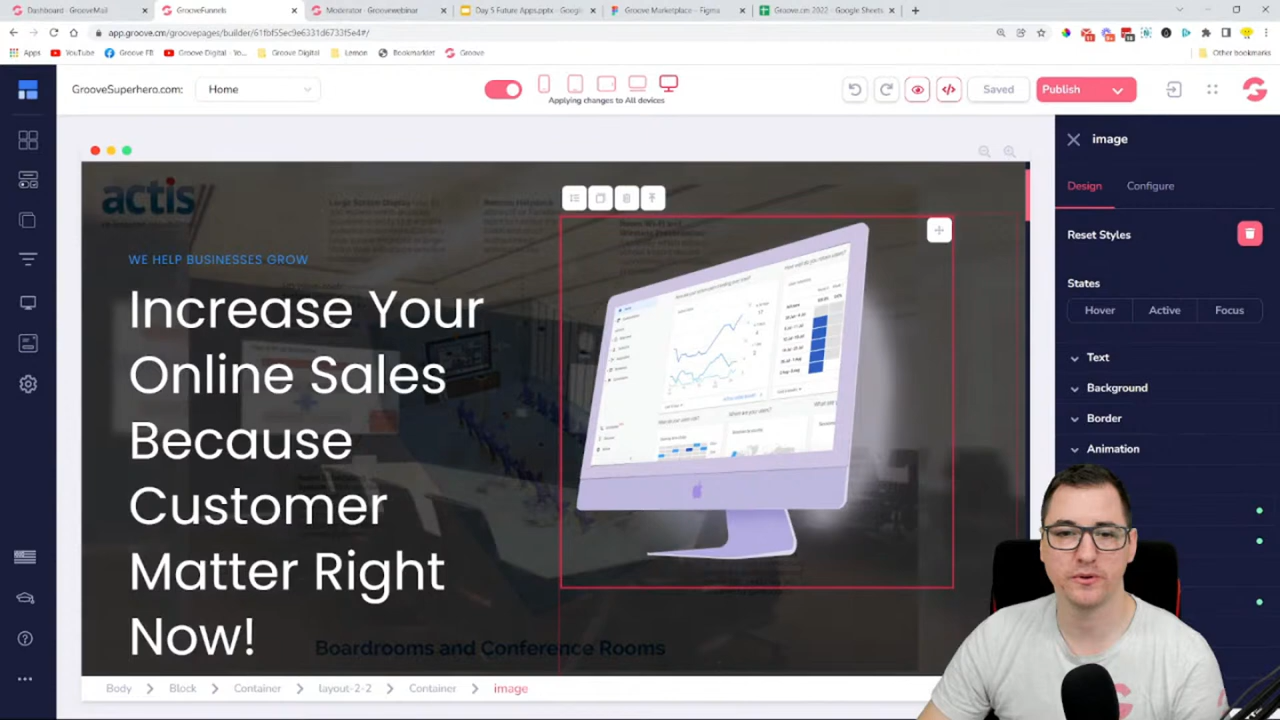 Dashboard - GrooveMail
GrooveFunnels
Moderator - Groovewebinar
Day 5 Future Apps.pptx - Google
Groove Marketplace – Figma
Groove.cm 2022 - Google Sheets
app.groove.cm/groovepages/builder/61fbf55ec9e6331d6733f5e4#/
Apps
YouTube
Groove FB
Groove Digital - Yo...
Groove Digital
Lemon
Bookmarklet
Groove
Other bookmarks
GrooveSuperhero.com:
Home
Applying changes to All devices
Saved
Publish
image
Design
Configure
Reset Styles
States
Hover
Active
Focus
Text
Background
Border
Animation
actis
WE HELP BUSINESSES GROW
Increase Your
Online Sales
Because
Customer
Matter Right
Now!
Boardrooms and Conference Rooms
Body
Block
Container
layout-2-2
Container
image